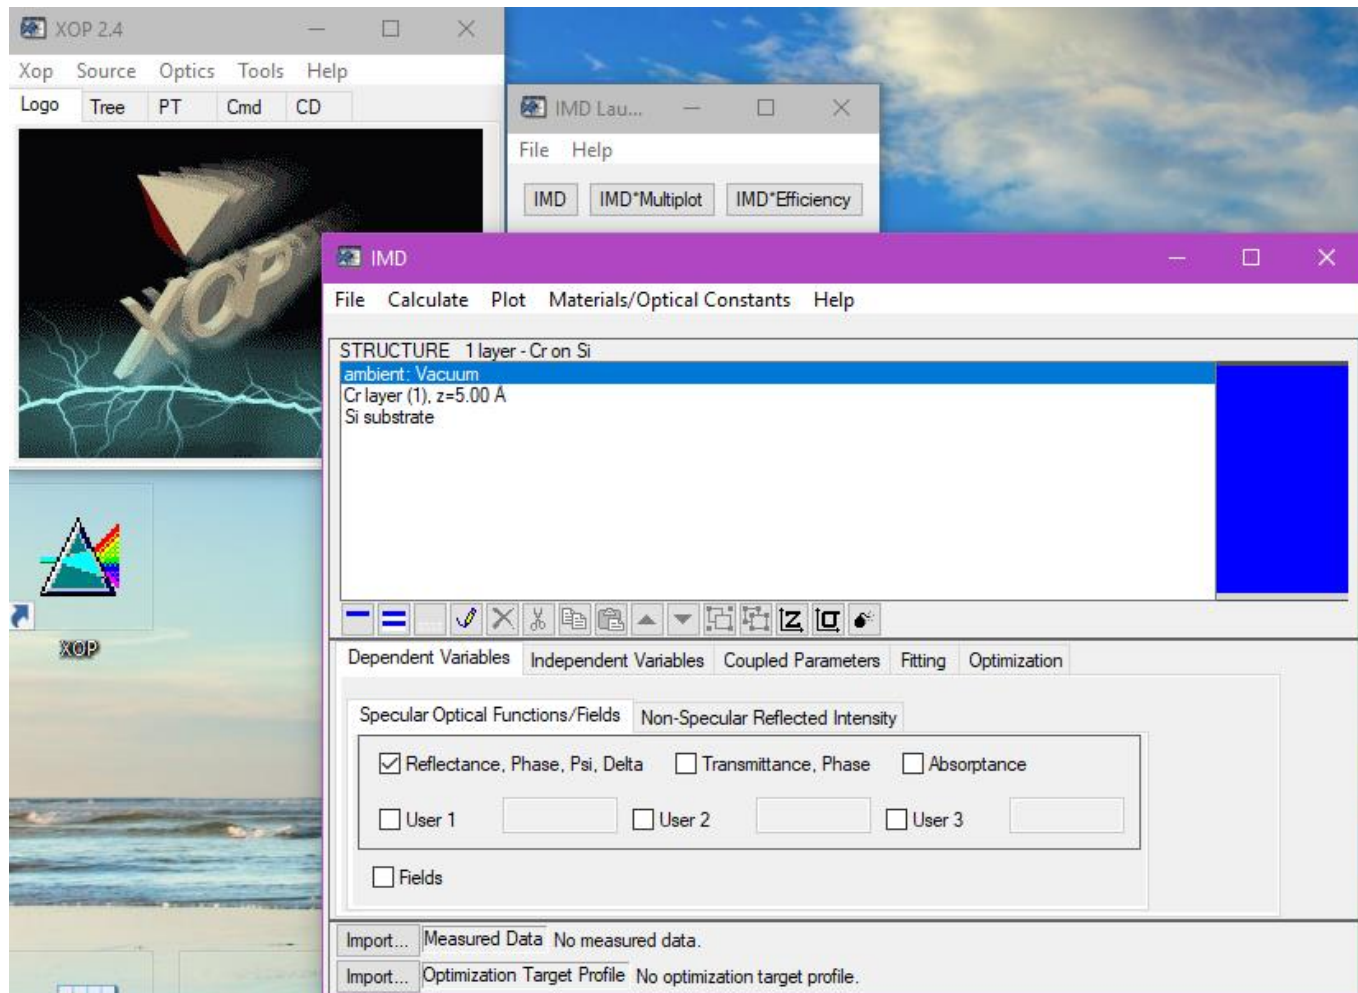 XOP 2.4
Xop Source Optics Tools Help
Logo Tree PT Cmd CD
XOP
IMD Lau...
File Help
IMD IMD*Multiplot IMD*Efficiency
IMD
File Calculate Plot Materials/Optical Constants Help
STRUCTURE 1 layer - Cr on Si
ambient: Vacuum
Cr layer (1), z=5.00 Å
Si substrate
XOP
Dependent Variables Independent Variables Coupled Parameters Fitting Optimization
Specular Optical Functions/Fields Non-Specular Reflected Intensity
Reflectance, Phase, Psi, Delta Transmittance, Phase Absorptance
User 1 User 2 User 3
Fields
Import... Measured Data No measured data.
Import... Optimization Target Profile No optimization target profile.